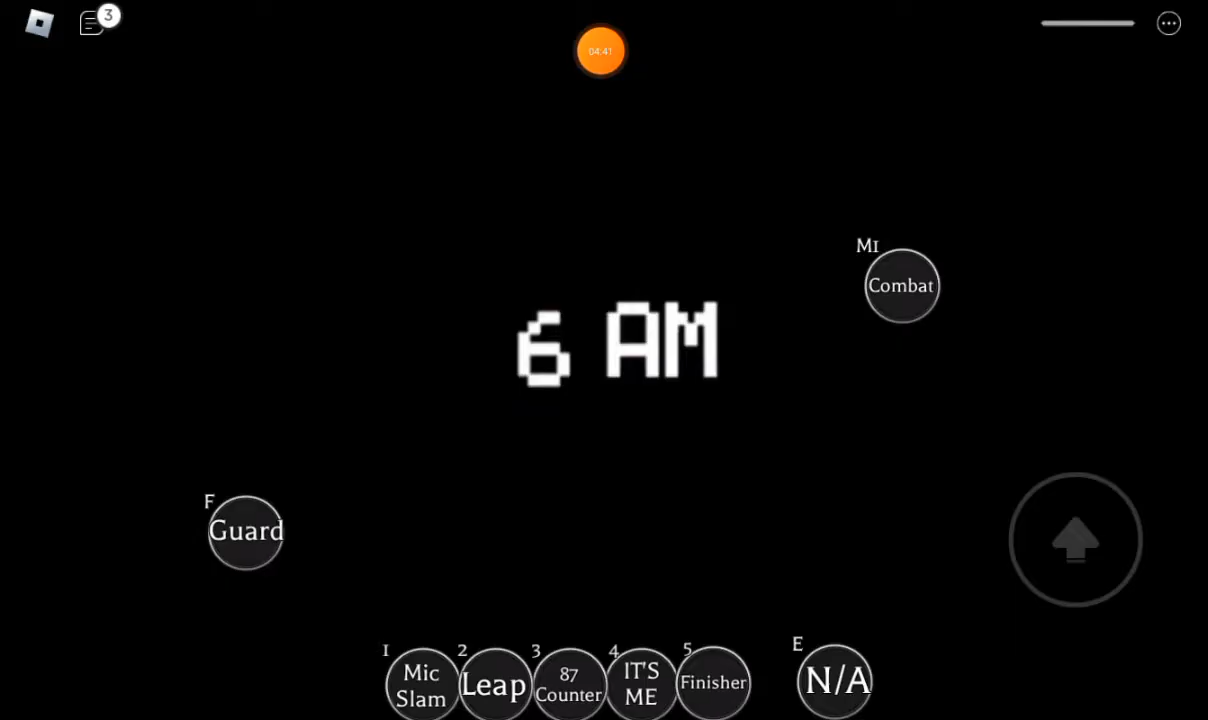 3
04:41
M1
Combat
6 AM
F
Guard
1
Mic
Slam
2
Leap
3
87
Counter
4
IT'S
ME
5
Finisher
E
N/A